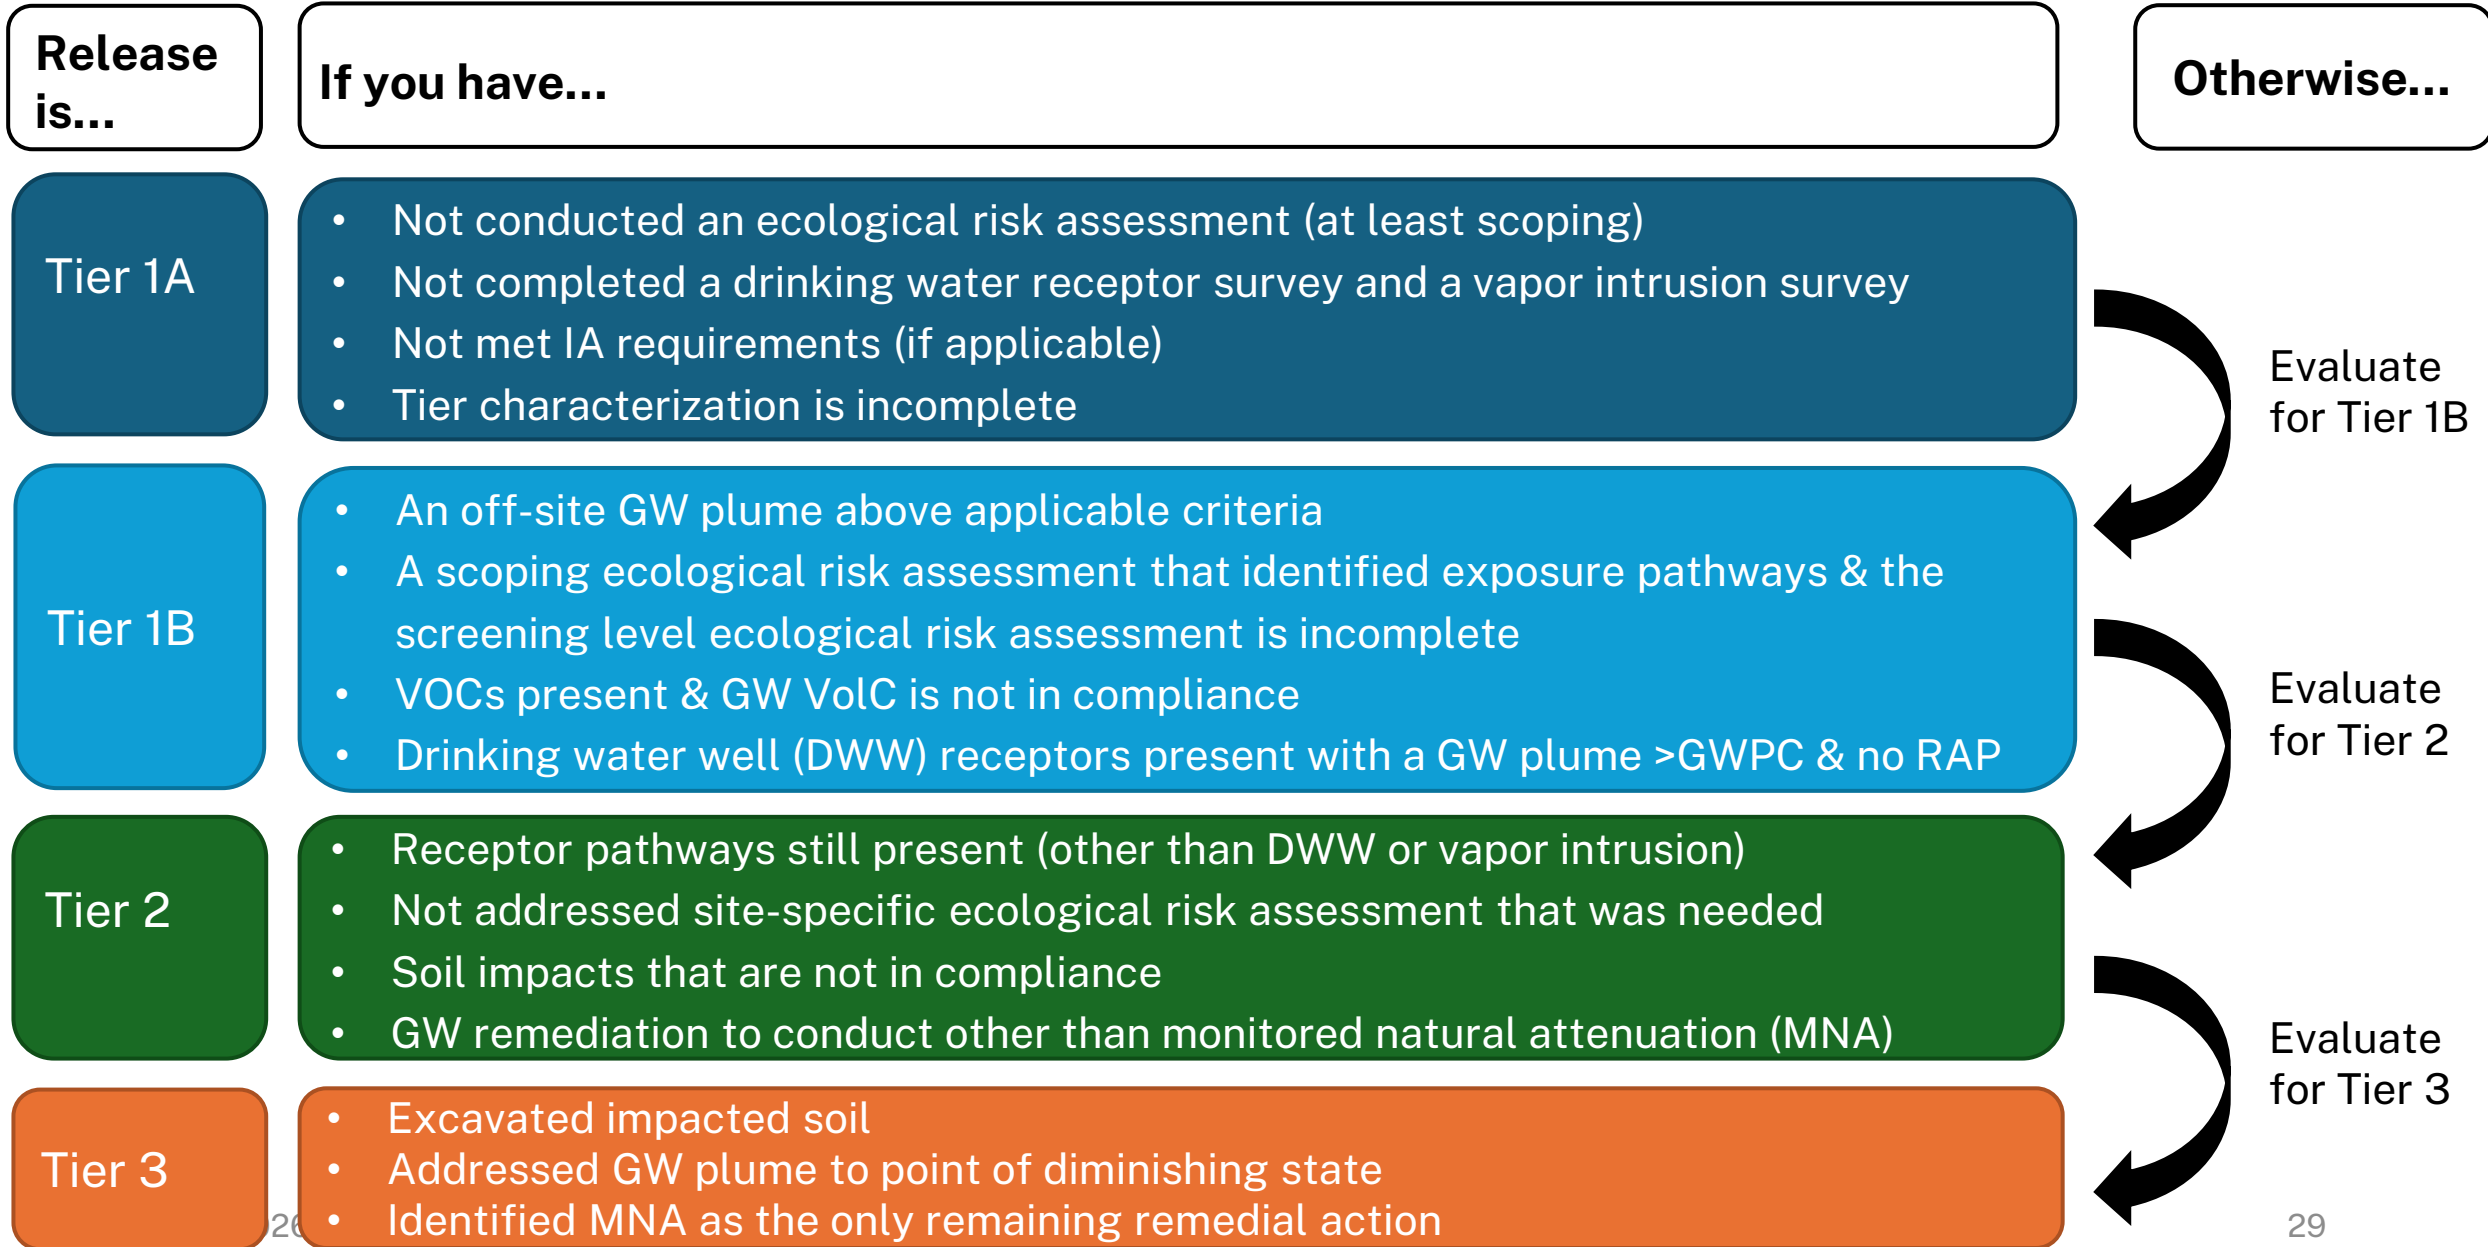 Release
is...
If you have...
Otherwise...
Tier 1A
• Not conducted an ecological risk assessment (at least scoping)
• Not completed a drinking water receptor survey and a vapor intrusion survey
• Not met IA requirements (if applicable)
• Tier characterization is incomplete
Evaluate
for Tier 1B
Tier 1B
• An off-site GW plume above applicable criteria
• A scoping ecological risk assessment that identified exposure pathways & the
screening level ecological risk assessment is incomplete
• VOCs present & GW VolC is not in compliance
• Drinking water well (DWW) receptors present with a GW plume >GWPC & no RAP
Evaluate
for Tier 2
Tier 2
• Receptor pathways still present (other than DWW or vapor intrusion)
• Not addressed site-specific ecological risk assessment that was needed
• Soil impacts that are not in compliance
• GW remediation to conduct other than monitored natural attenuation (MNA)
Evaluate
for Tier 3
Tier 3
• Excavated impacted soil
• Addressed GW plume to point of diminishing state
• Identified MNA as the only remaining remedial action
29